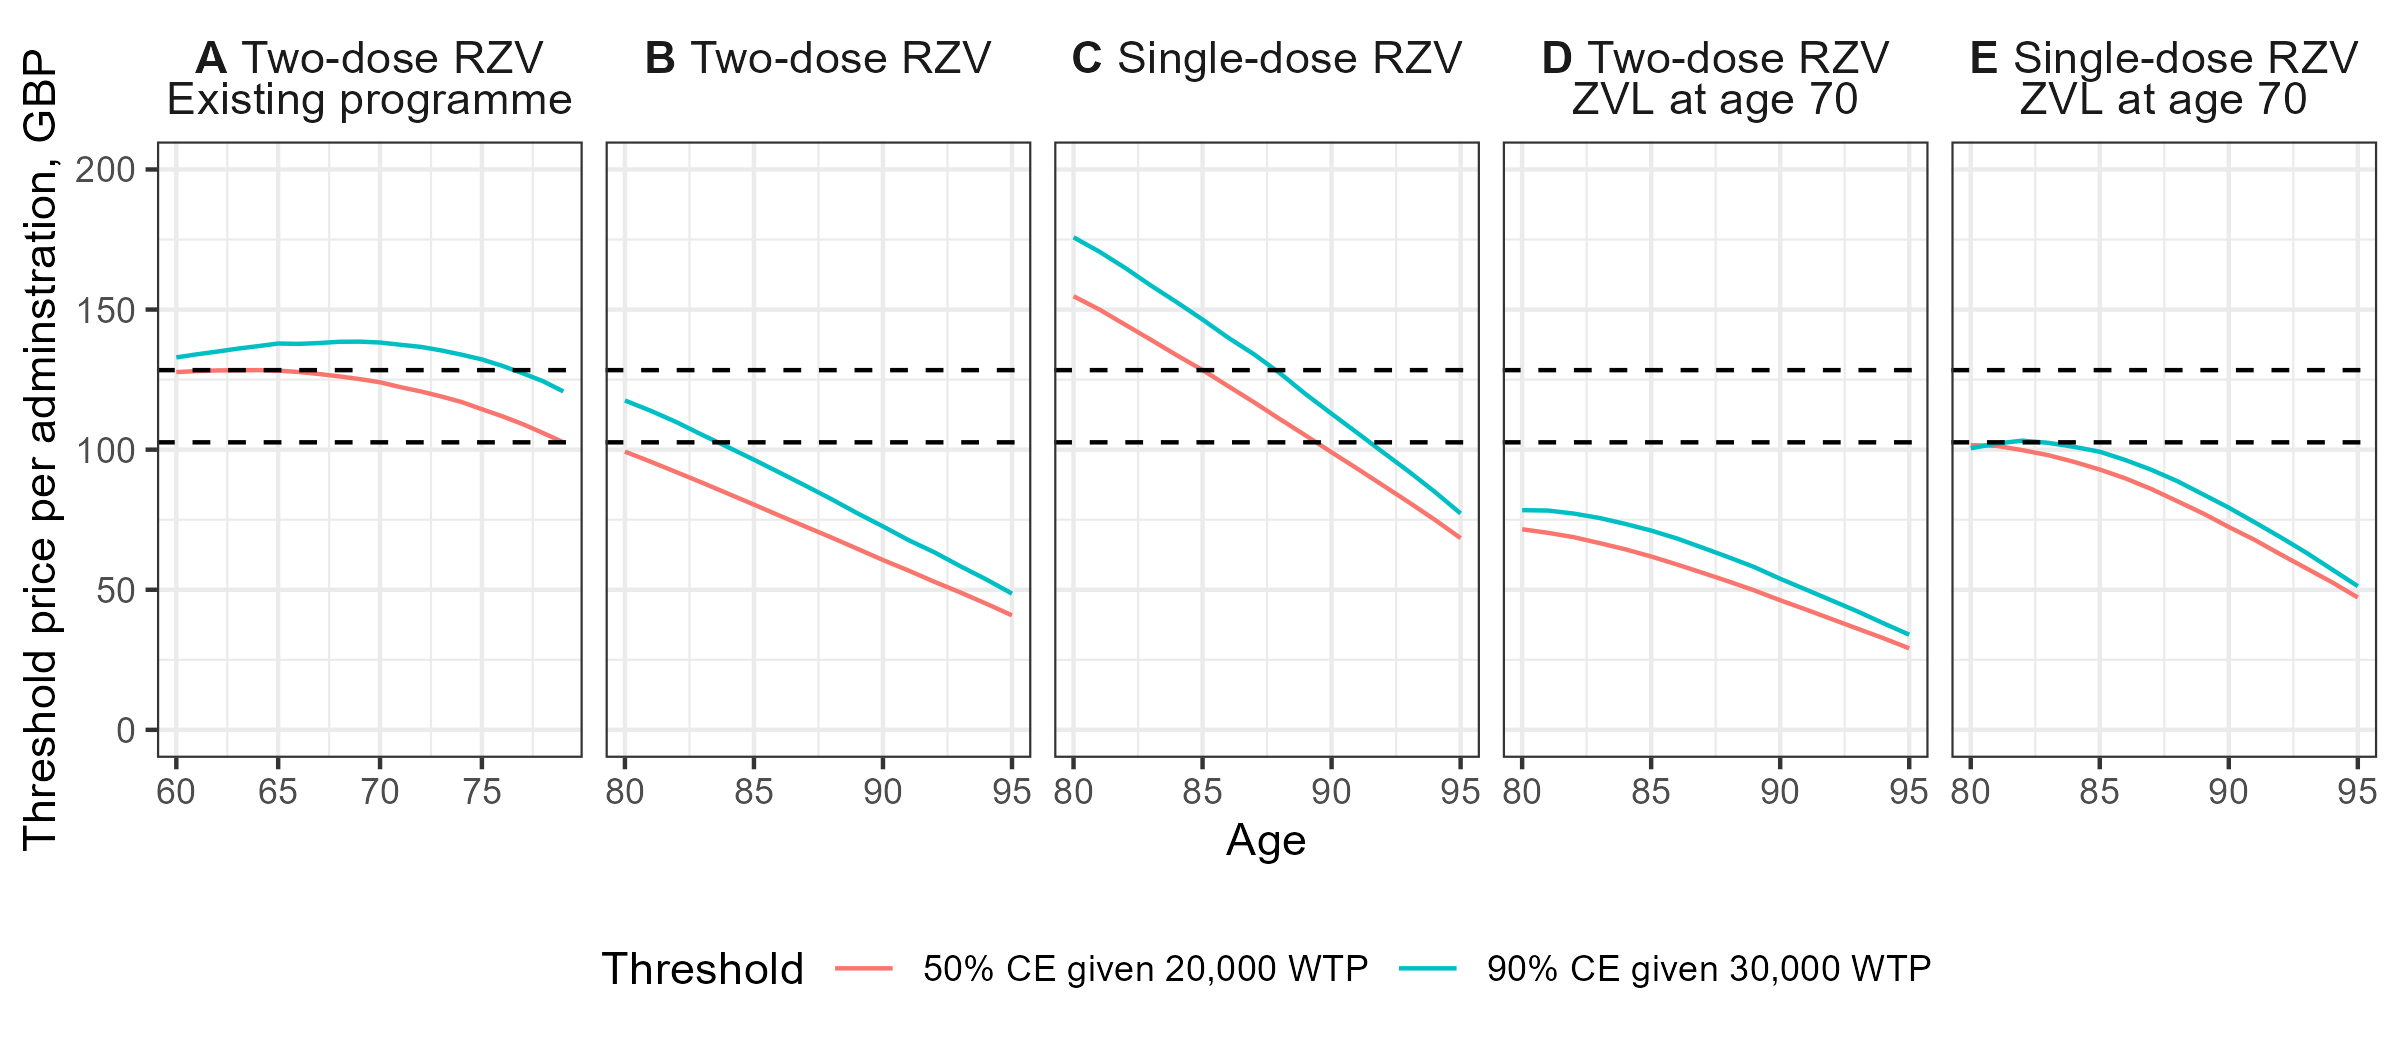 A Two-dose RZV
Existing programme
B Two-dose RZV
C Single-dose RZV
D Two-dose RZV
ZVL at age 70
E Single-dose RZV
ZVL at age 70
Threshold price per adminstration, GBP
200
150
100
50
0
60 65 70 75
80 85 90 95
80 85 90 95
80 85 90 95
80 85 90 95
Age
Threshold 50% CE given 20,000 WTP 90% CE given 30,000 WTP